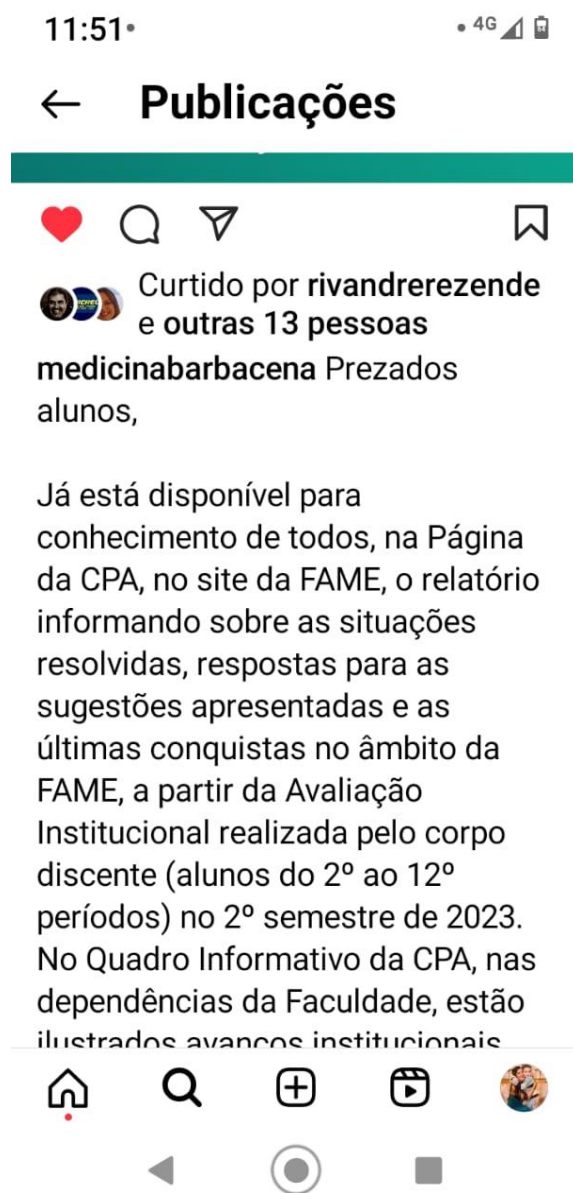 11:51
4G
Publicações
Curtido por rivandrerezende
e outras 13 pessoas
medicinabarbacena Prezados
alunos,
Já está disponível para
conhecimento de todos, na Página
da CPA, no site da FAME, o relatório
informando sobre as situações
resolvidas, respostas para as
sugestões apresentadas e as
últimas conquistas no âmbito da
FAME, a partir da Avaliação
Institucional realizada pelo corpo
discente (alunos do 2º ao 12º
períodos) no 2º semestre de 2023.
No Quadro Informativo da CPA, nas
dependências da Faculdade, estão
ilustrados avanços institucionais